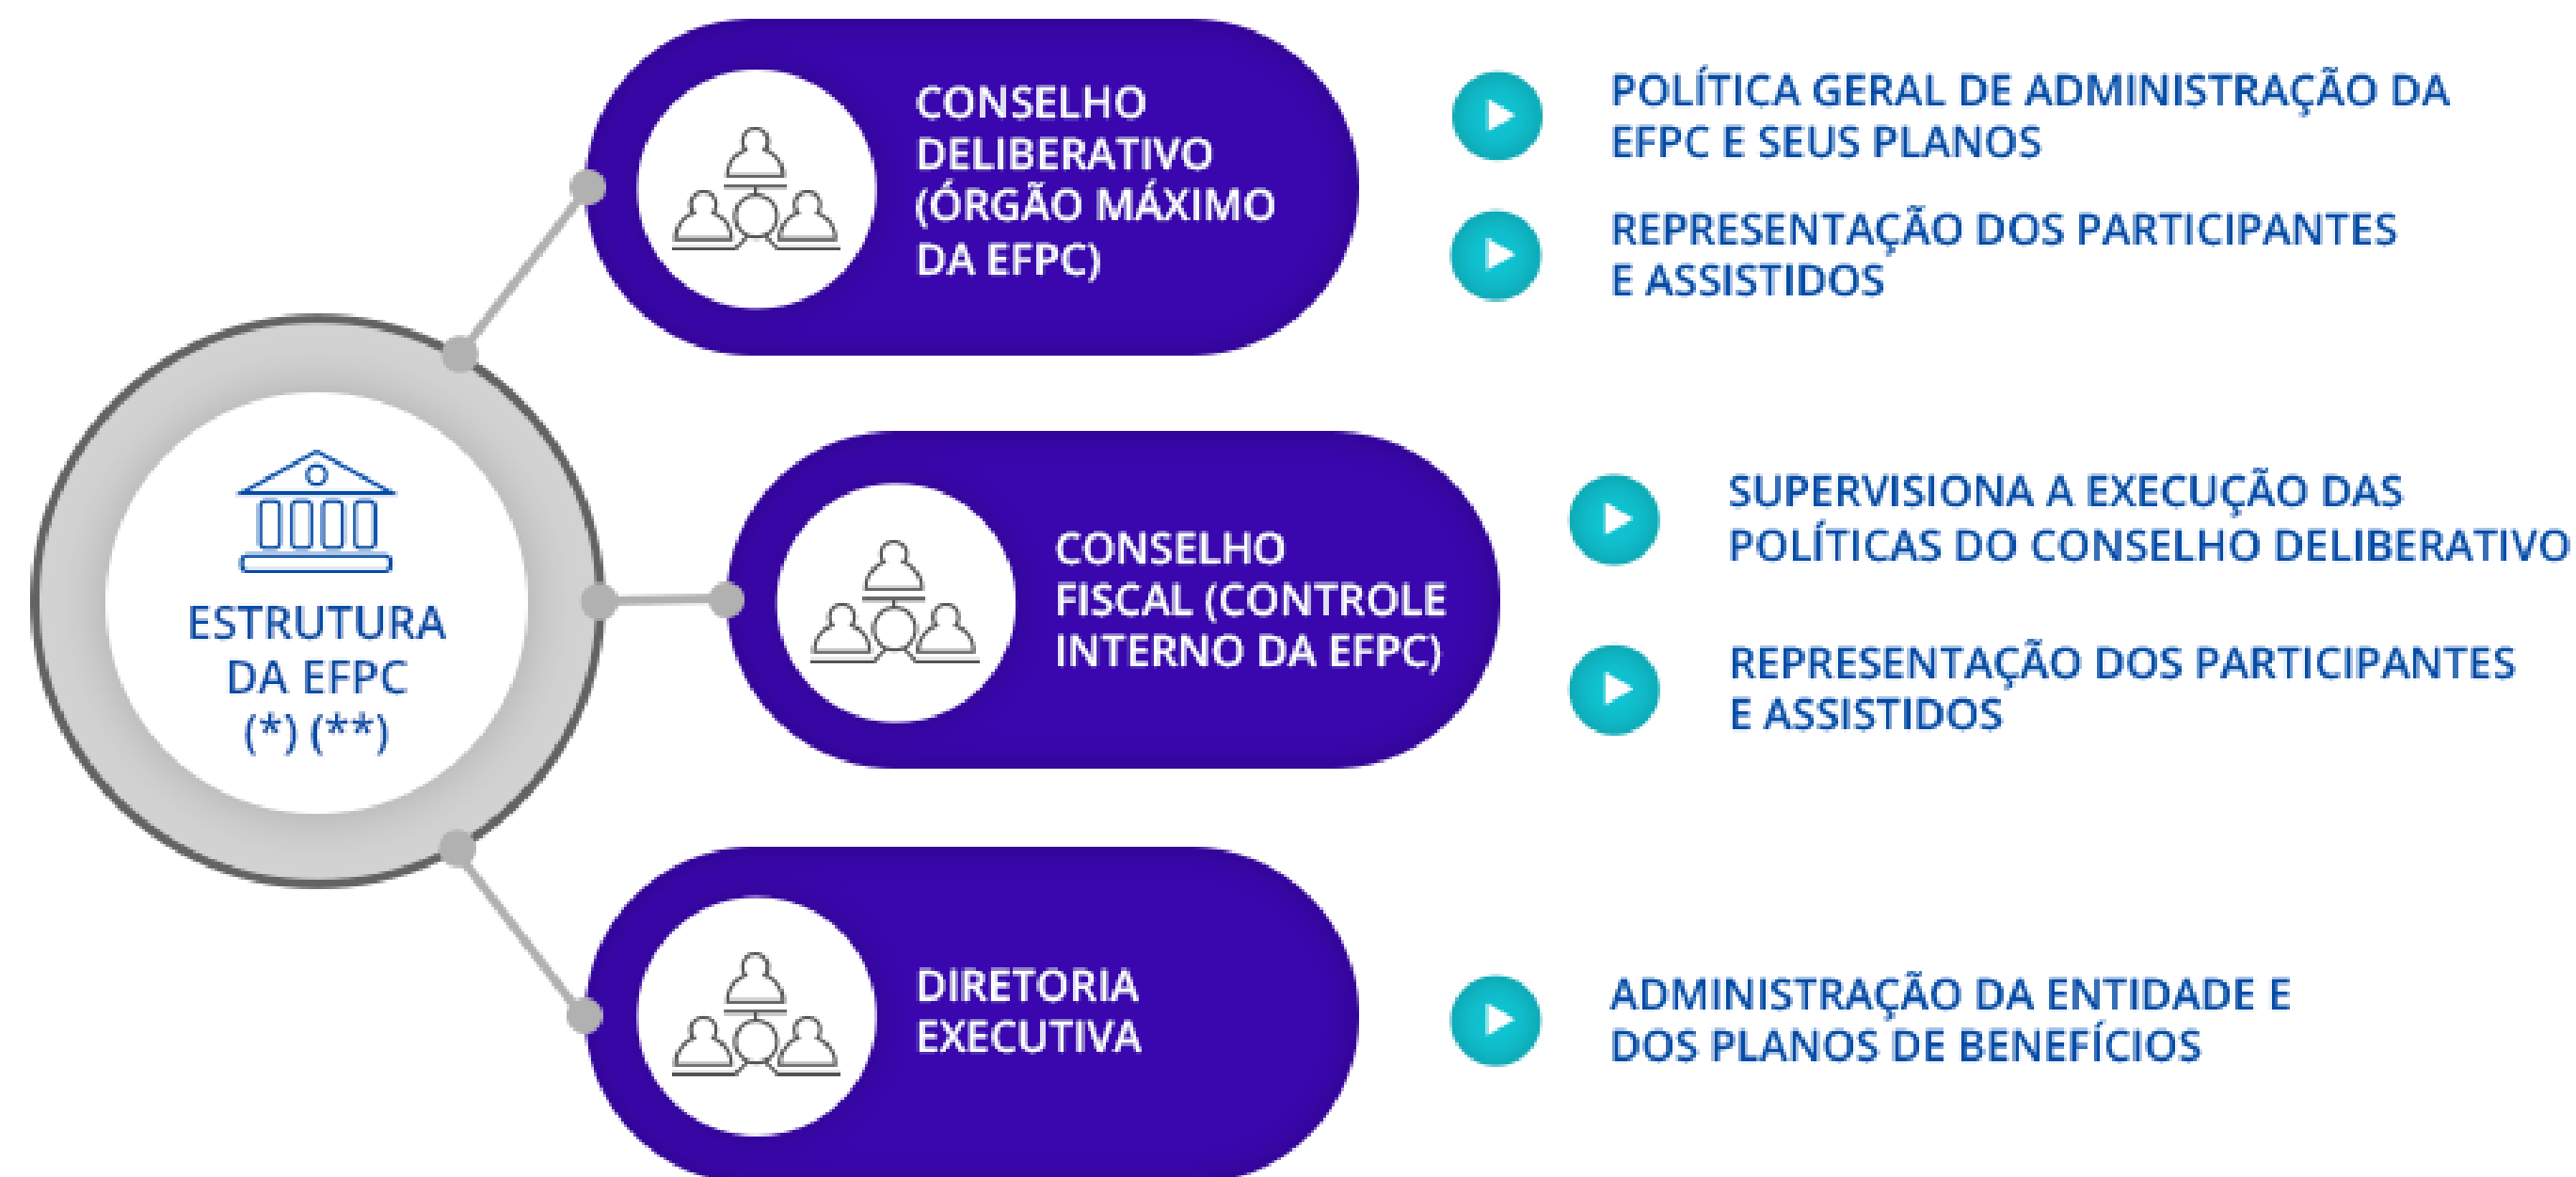 ESTRUTURA
DA EFPC
(*) (**)
CONSELHO
DELIBERATIVO
(ÓRGÃO MÁXIMO
DA EFPC)
POLÍTICA GERAL DE ADMINISTRAÇÃO DA
EFPC E SEUS PLANOS
REPRESENTAÇÃO DOS PARTICIPANTES
E ASSISTIDOS
CONSELHO
FISCAL (CONTROLE
INTERNO DA EFPC)
SUPERVISIONA A EXECUÇÃO DAS
POLÍTICAS DO CONSELHO DELIBERATIVO
REPRESENTAÇÃO DOS PARTICIPANTES
E ASSISTIDOS
DIRETORIA
EXECUTIVA
ADMINISTRAÇÃO DA ENTIDADE E
DOS PLANOS DE BENEFÍCIOS